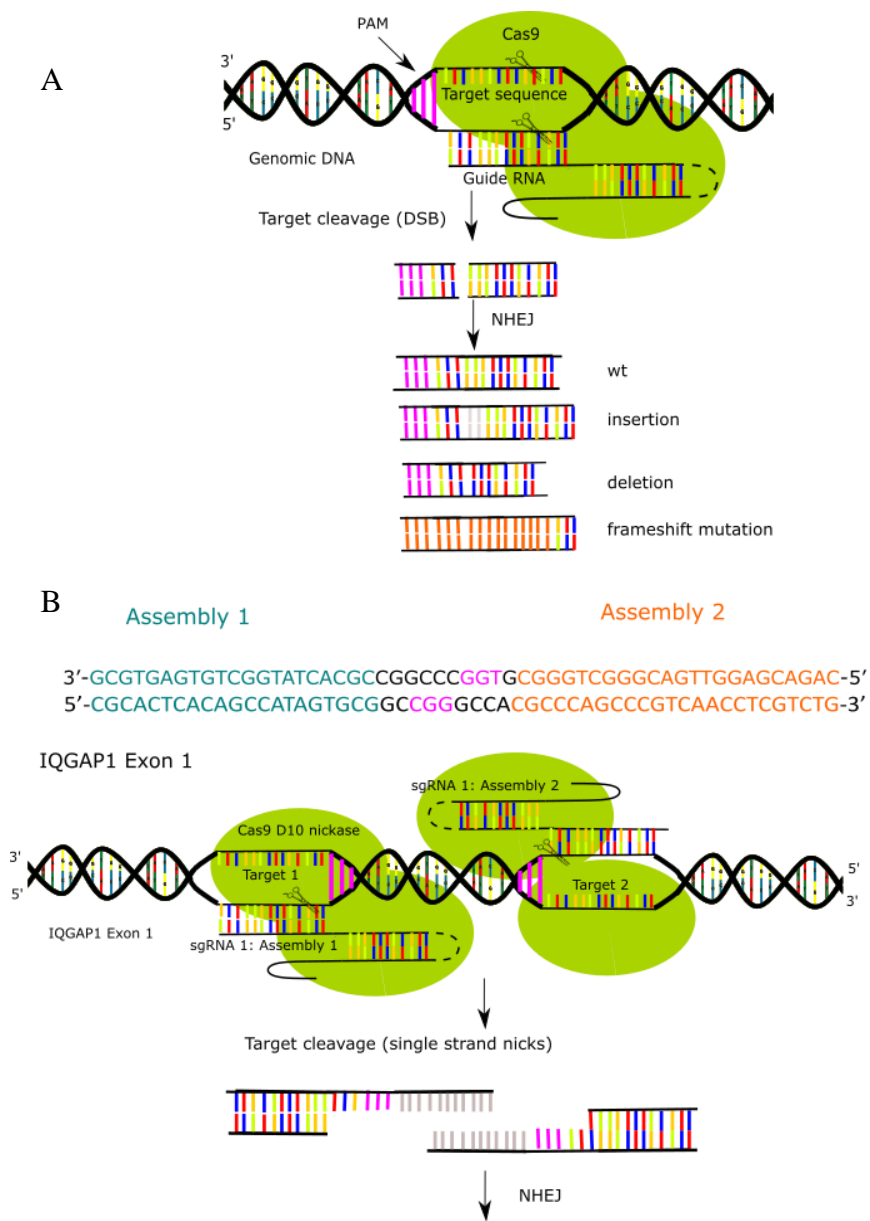 A
PAM
Cas9
3'
Target sequence
5'
Genomic DNA
Guide RNA
Target cleavage (DSB)
NHEJ
wt
insertion
deletion
frameshift mutation
B
Assembly 1
Assembly 2
3’-GCGTGAGTGTCGGTATCACGCCGGCCCGGTGCGGGTCGGGCAGTTGGAGCAGAC-5’
5’-CGCACTCACAGCCATAGTGCGGCCGGGCCACGCCCAGCCCGTCAACCTCGTCTG-3’
IQGAP1 Exon 1
sgRNA 1: Assembly 2
Cas9 D10 nickase
3'
5'
Target 1
Target 2
5'
3'
IQGAP1 Exon 1
sgRNA 1: Assembly 1
Target cleavage (single strand nicks)
NHEJ